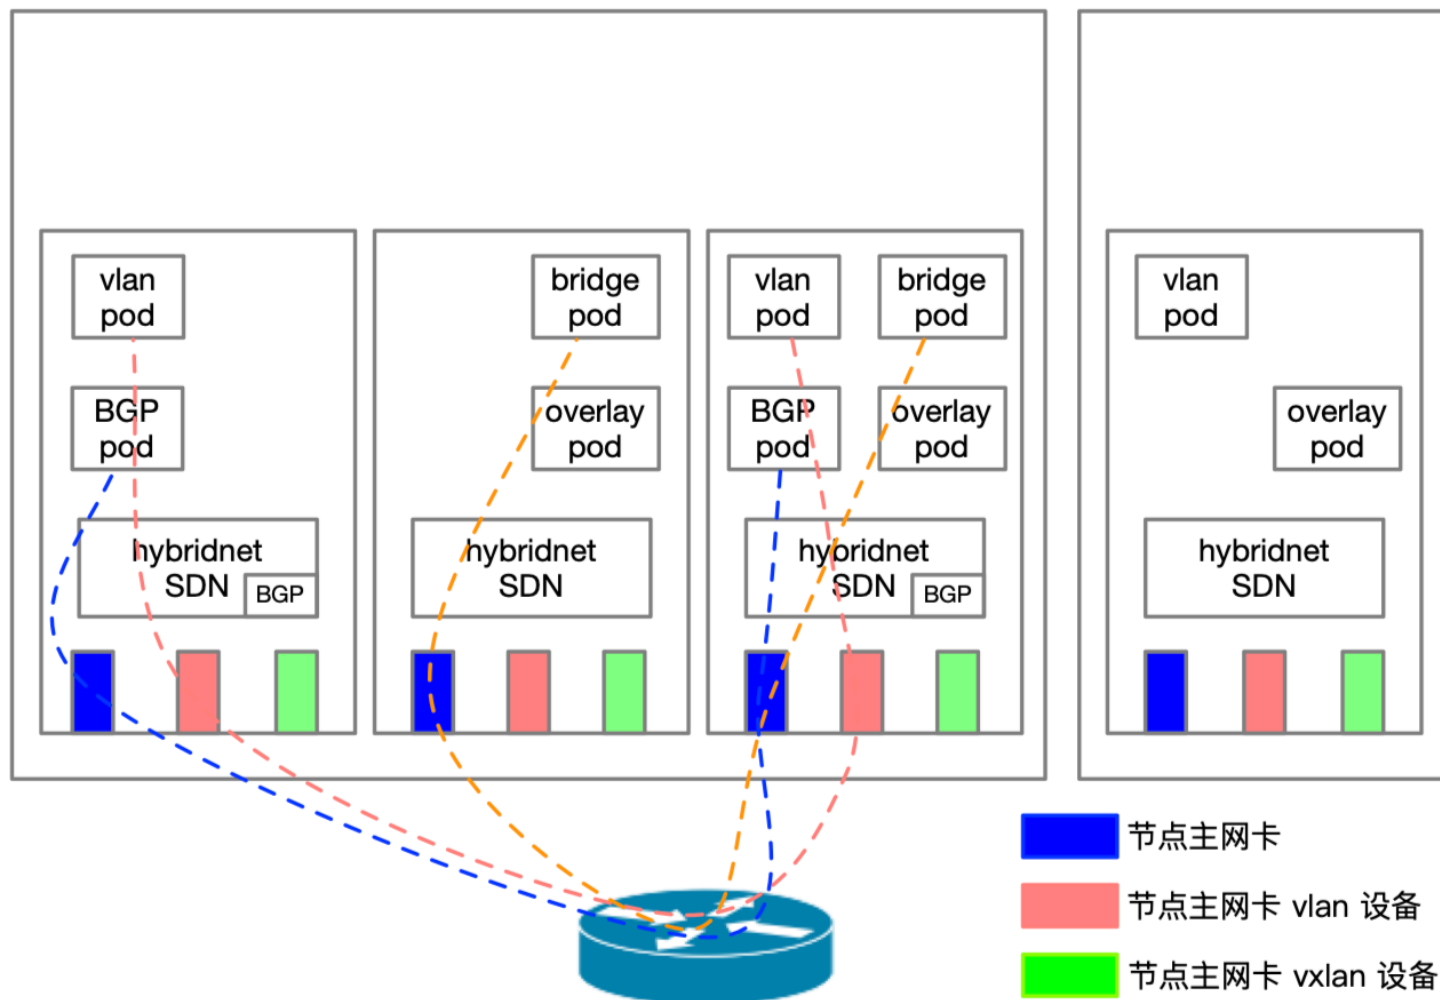 vlan
pod
BGP
pod
hybridnet
SDN
BGP
bridge
pod
overlay
pod
hybridnet
SDN
vlan
pod
bridge
pod
BGP
pod
overlay
pod
hybridnet
SDN
BGP
vlan
pod
overlay
pod
hybridnet
SDN
节点主网卡
节点主网卡 vlan 设备
节点主网卡 vxlan 设备